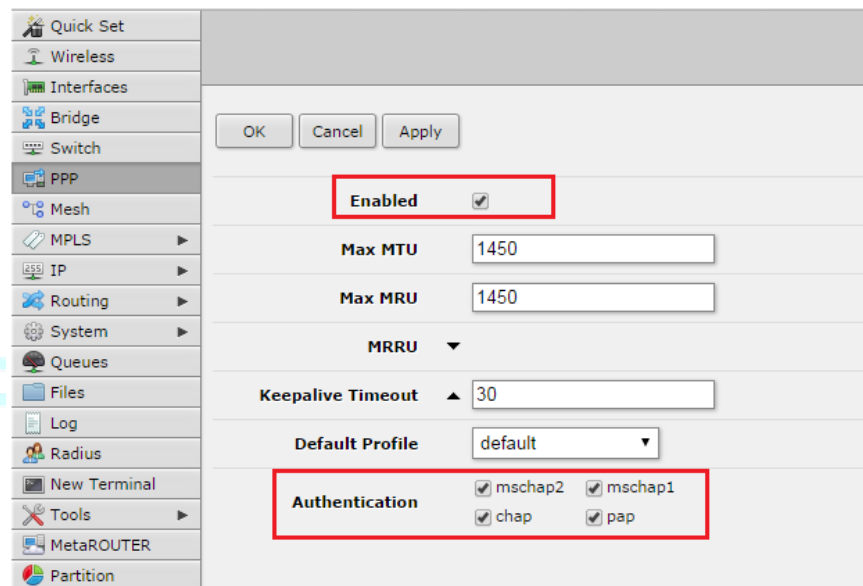 Quick Set
Wireless
Interfaces
Bridge
Switch
PPP
Mesh
MPLS
255 IP
Routing
System
Queues
Files
Log
Radius
New Terminal
Tools
MetaROUTER
Partition
OK Cancel Apply
Enabled
Max MTU 1450
Max MRU 1450
MRRU
Keepalive Timeout 30
Default Profile default
Authentication mschap2 mschap1
chap pap